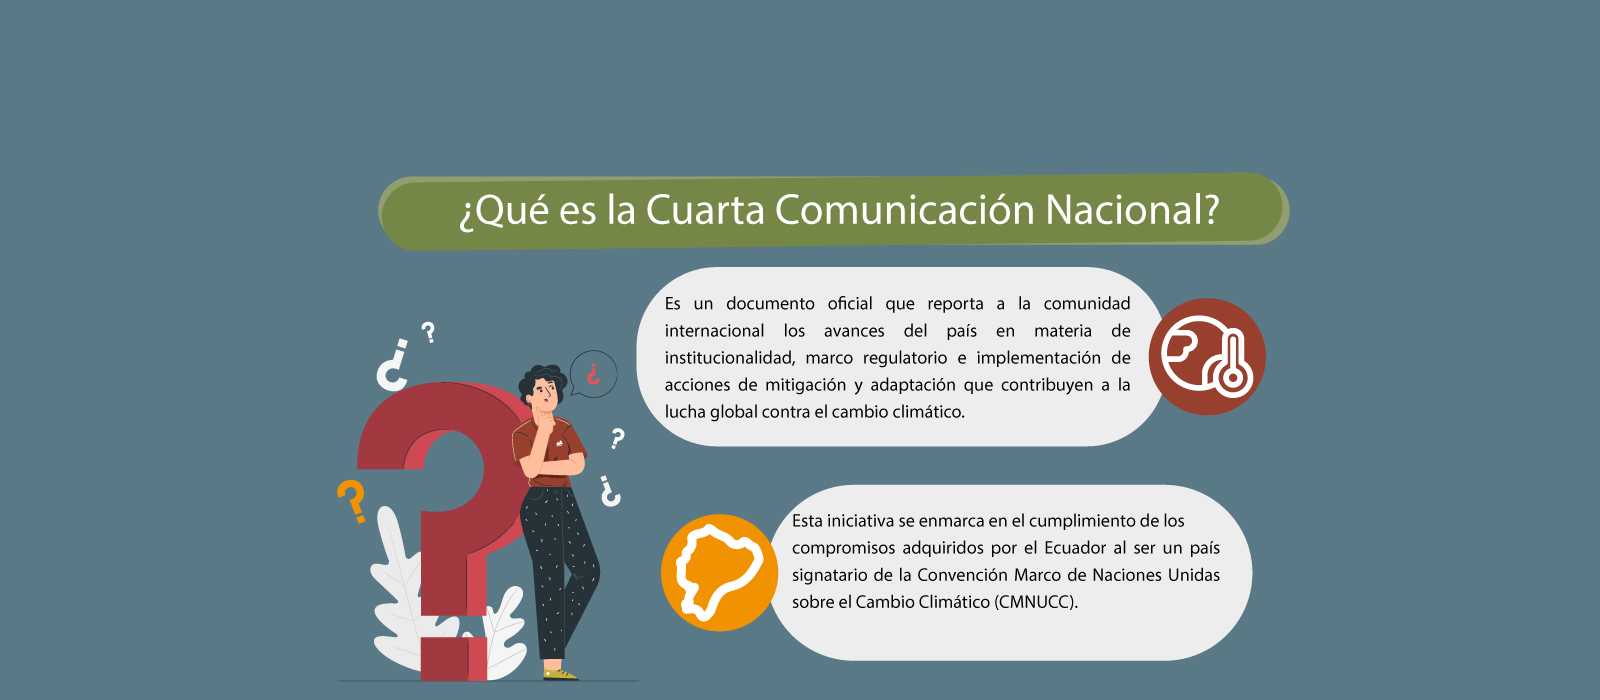 ¿Qué es la Cuarta Comunicación Nacional?
Es un documento oficial que reporta a la comunidad
internacional los avances del país en materia de
institucionalidad, marco regulatorio e implementación de
acciones de mitigación y adaptación que contribuyen a la
lucha global contra el cambio climático.
Esta iniciativa se enmarca en el cumplimiento de los
compromisos adquiridos por el Ecuador al ser un país
signatario de la Convención Marco de Naciones Unidas
sobre el Cambio Climático (CMNUCC).